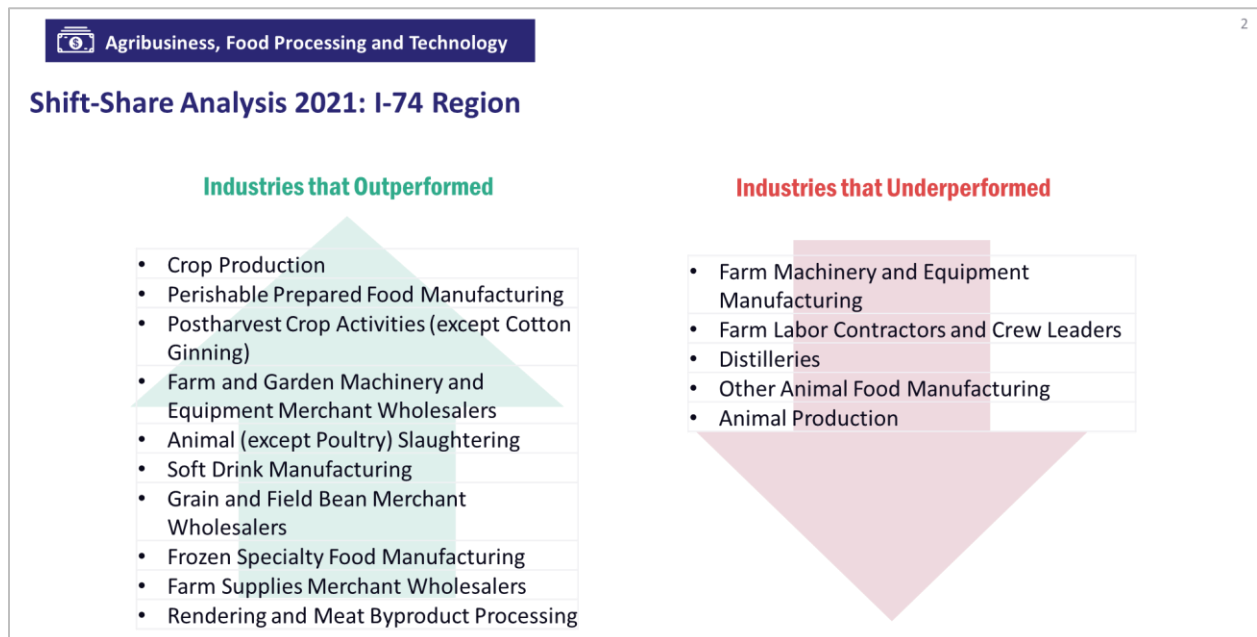 2
Agribusiness, Food Processing and Technology
Shift-Share Analysis 2021: I-74 Region
Industries that Outperformed
• Crop Production
• Perishable Prepared Food Manufacturing
• Postharvest Crop Activities (except Cotton
Ginning)
• Farm and Garden Machinery and
Equipment Merchant Wholesalers
• Animal (except Poultry) Slaughtering
• Soft Drink Manufacturing
• Grain and Field Bean Merchant
Wholesalers
• Frozen Specialty Food Manufacturing
• Farm Supplies Merchant Wholesalers
• Rendering and Meat Byproduct Processing
Industries that Underperformed
• Farm Machinery and Equipment
Manufacturing
• Farm Labor Contractors and Crew Leaders
• Distilleries
• Other Animal Food Manufacturing
• Animal Production